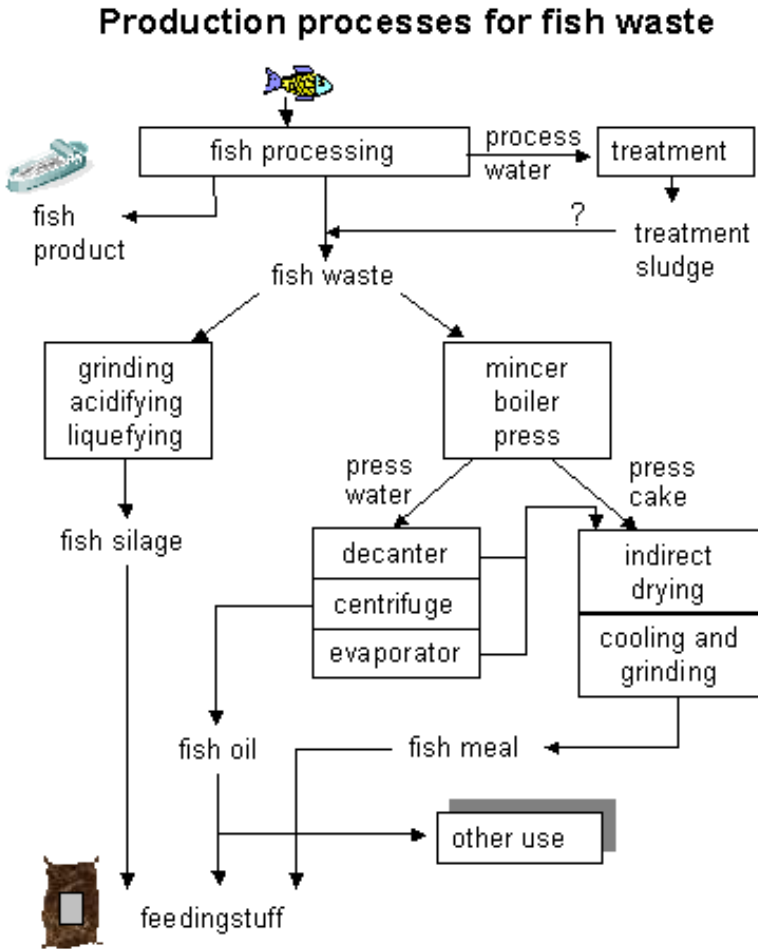 Production processes for fish waste
fish processing
process
water
treatment
fish
product
?
treatment
sludge
fish waste
grinding
acidifying
liquefying
mincer
boiler
press
press
water
press
cake
fish silage
decanter
centrifuge
evaporator
indirect
drying
cooling and
grinding
fish oil
fish meal
other use
feedingstuff